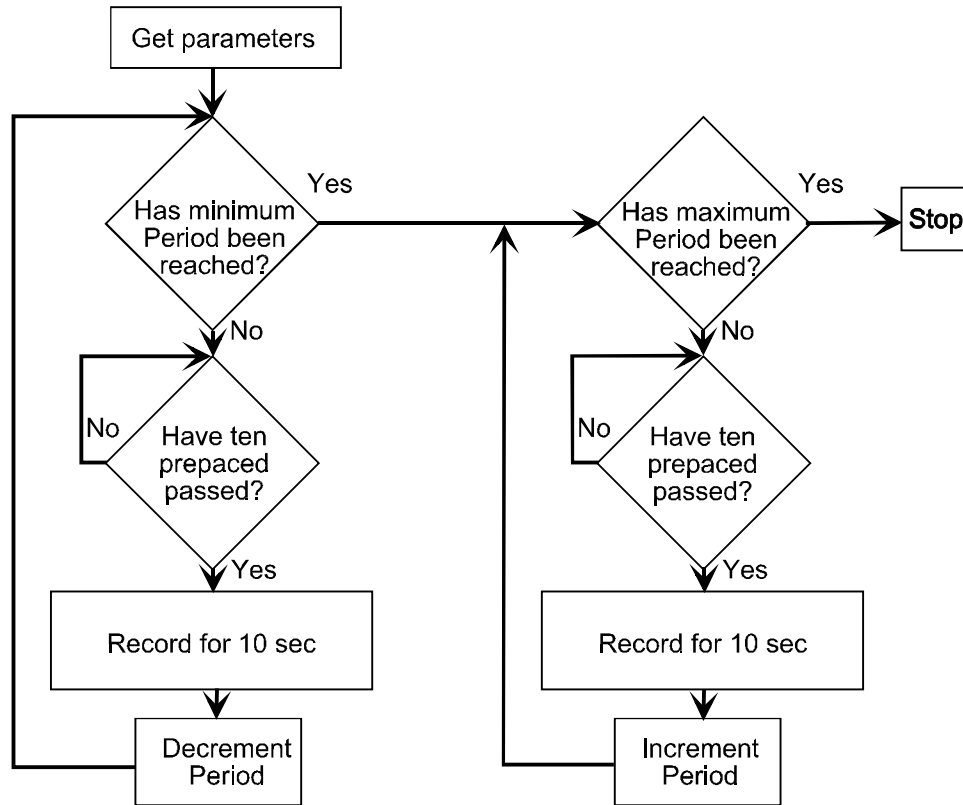 Get parameters
Has minimum
Period been
reached?
Yes
No
No
Have ten
prepaced
passed?
Yes
Record for 10 sec
Decrement
Period
Has maximum
Period been
reached?
Yes
Stop
No
No
Have ten
prepaced
passed?
Yes
Record for 10 sec
Increment
Period